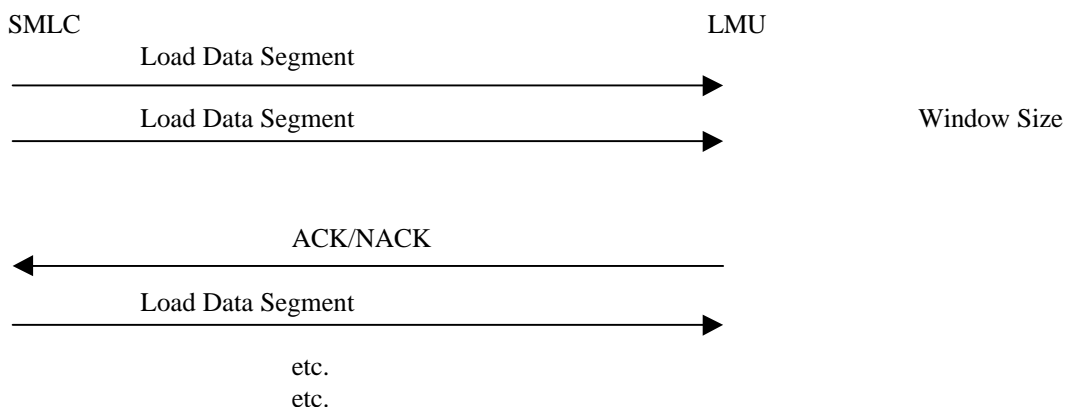 SMLC LMU
Load Data Segment
Load Data Segment Window Size
ACK/NACK
Load Data Segment
etc.
etc.